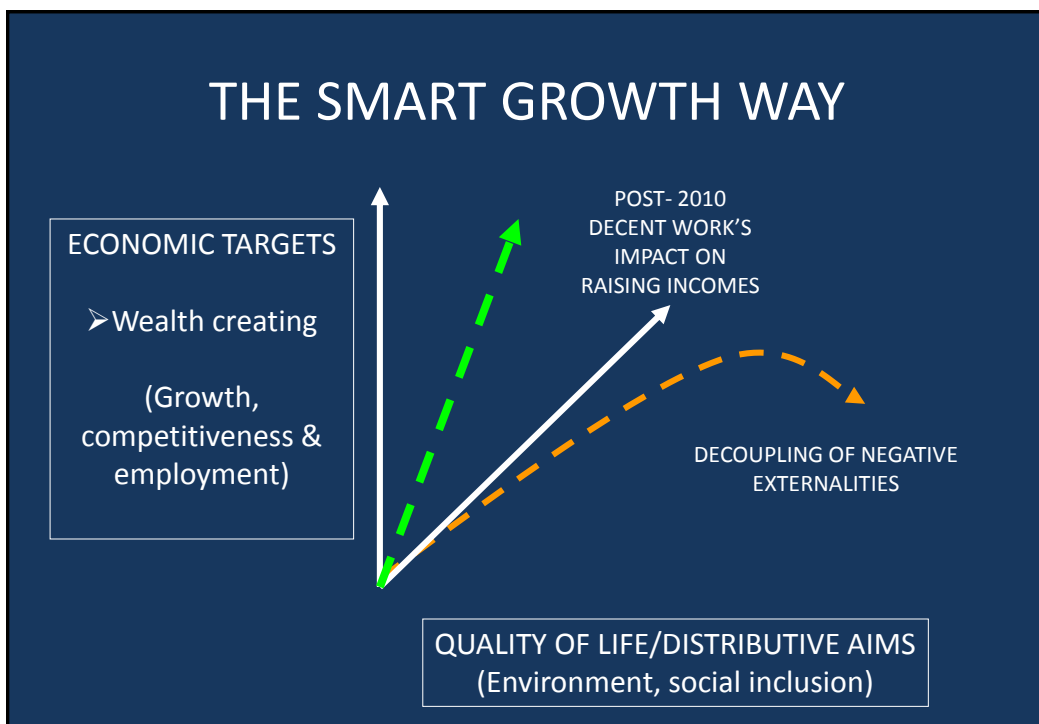 THE SMART GROWTH WAY
ECONOMIC TARGETS
➢Wealth creating
(Growth,
competitiveness &
employment)
POST- 2010
DECENT WORK'S
IMPACT ON
RAISING INCOMES
DECOUPLING OF NEGATIVE
EXTERNALITIES
QUALITY OF LIFE/DISTRIBUTIVE AIMS
(Environment, social inclusion)